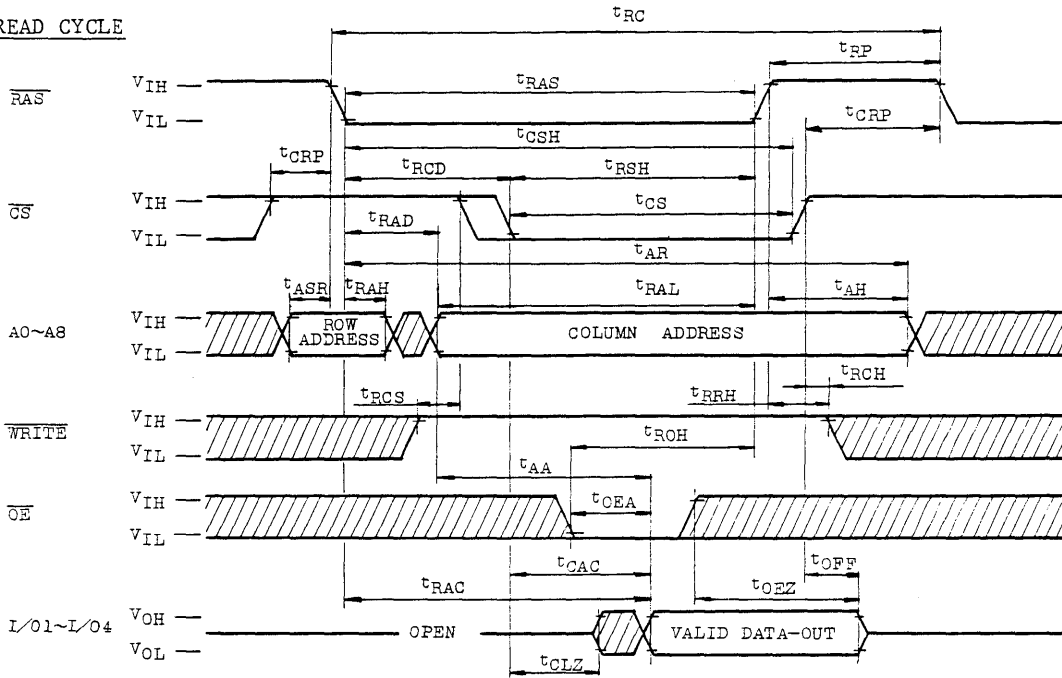 READ CYCLE
tRC
tRP
RAS
VIH
VIL
tRAS
tCRP
tCSH
tCRP
tRCD
tRSH
CS
VIH
VIL
tCS
tRAD
tAR
tASR
tRAH
tRAL
tAH
A0~A8
VIH
VIL
ROW
ADDRESS
COLUMN ADDRESS
tRCH
tRCS
tRRH
WRITE
VIH
VIL
tROH
tAA
OE
VIH
VIL
tOEA
tCAC
tOFF
tRAC
tOEZ
I/O1~I/O4
VOH
VOL
OPEN
VALID DATA-OUT
tCLZ